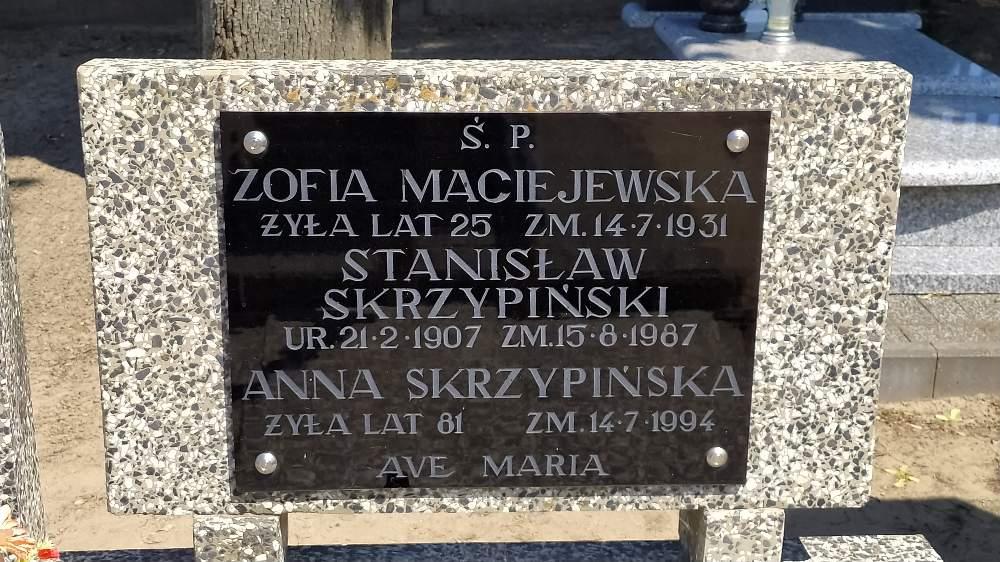 Ś. P.
ZOFIA MACIEJEWSKA
ŻYŁA LAT 25 ZM. 14·7·1931
STANISŁAW
SKRZYPIŃSKI
UR. 21·2·1907 ZM. 15·8·1987
ANNA SKRZYPIŃSKA
ŻYŁA LAT 81 ZM. 14·7·1994
AVE MARIA